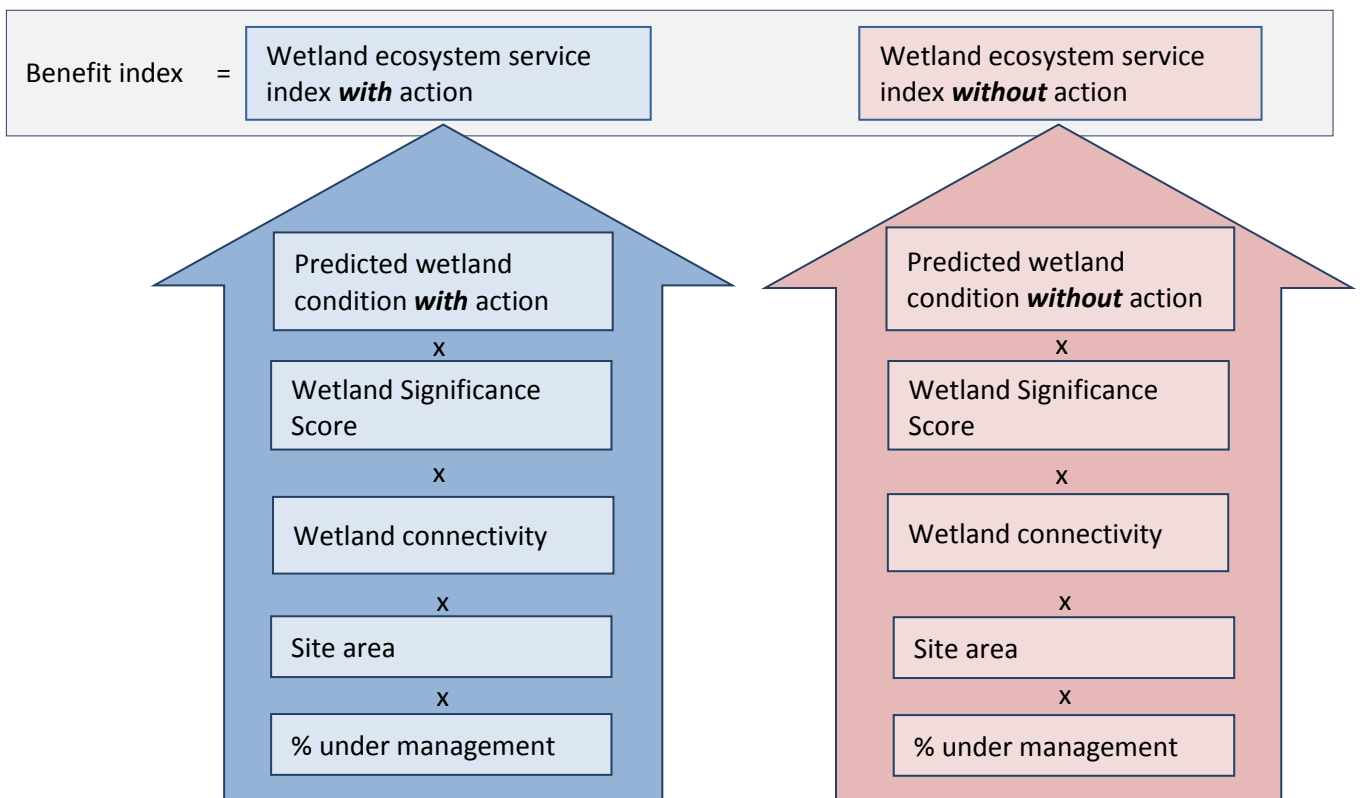 Benefit index =
Wetland ecosystem service
index with action
Wetland ecosystem service
index without action
Predicted wetland
condition with action
x
Wetland Significance
Score
x
Wetland connectivity
x
Site area
x
% under management
Predicted wetland
condition without action
x
Wetland Significance
Score
x
Wetland connectivity
x
Site area
x
% under management